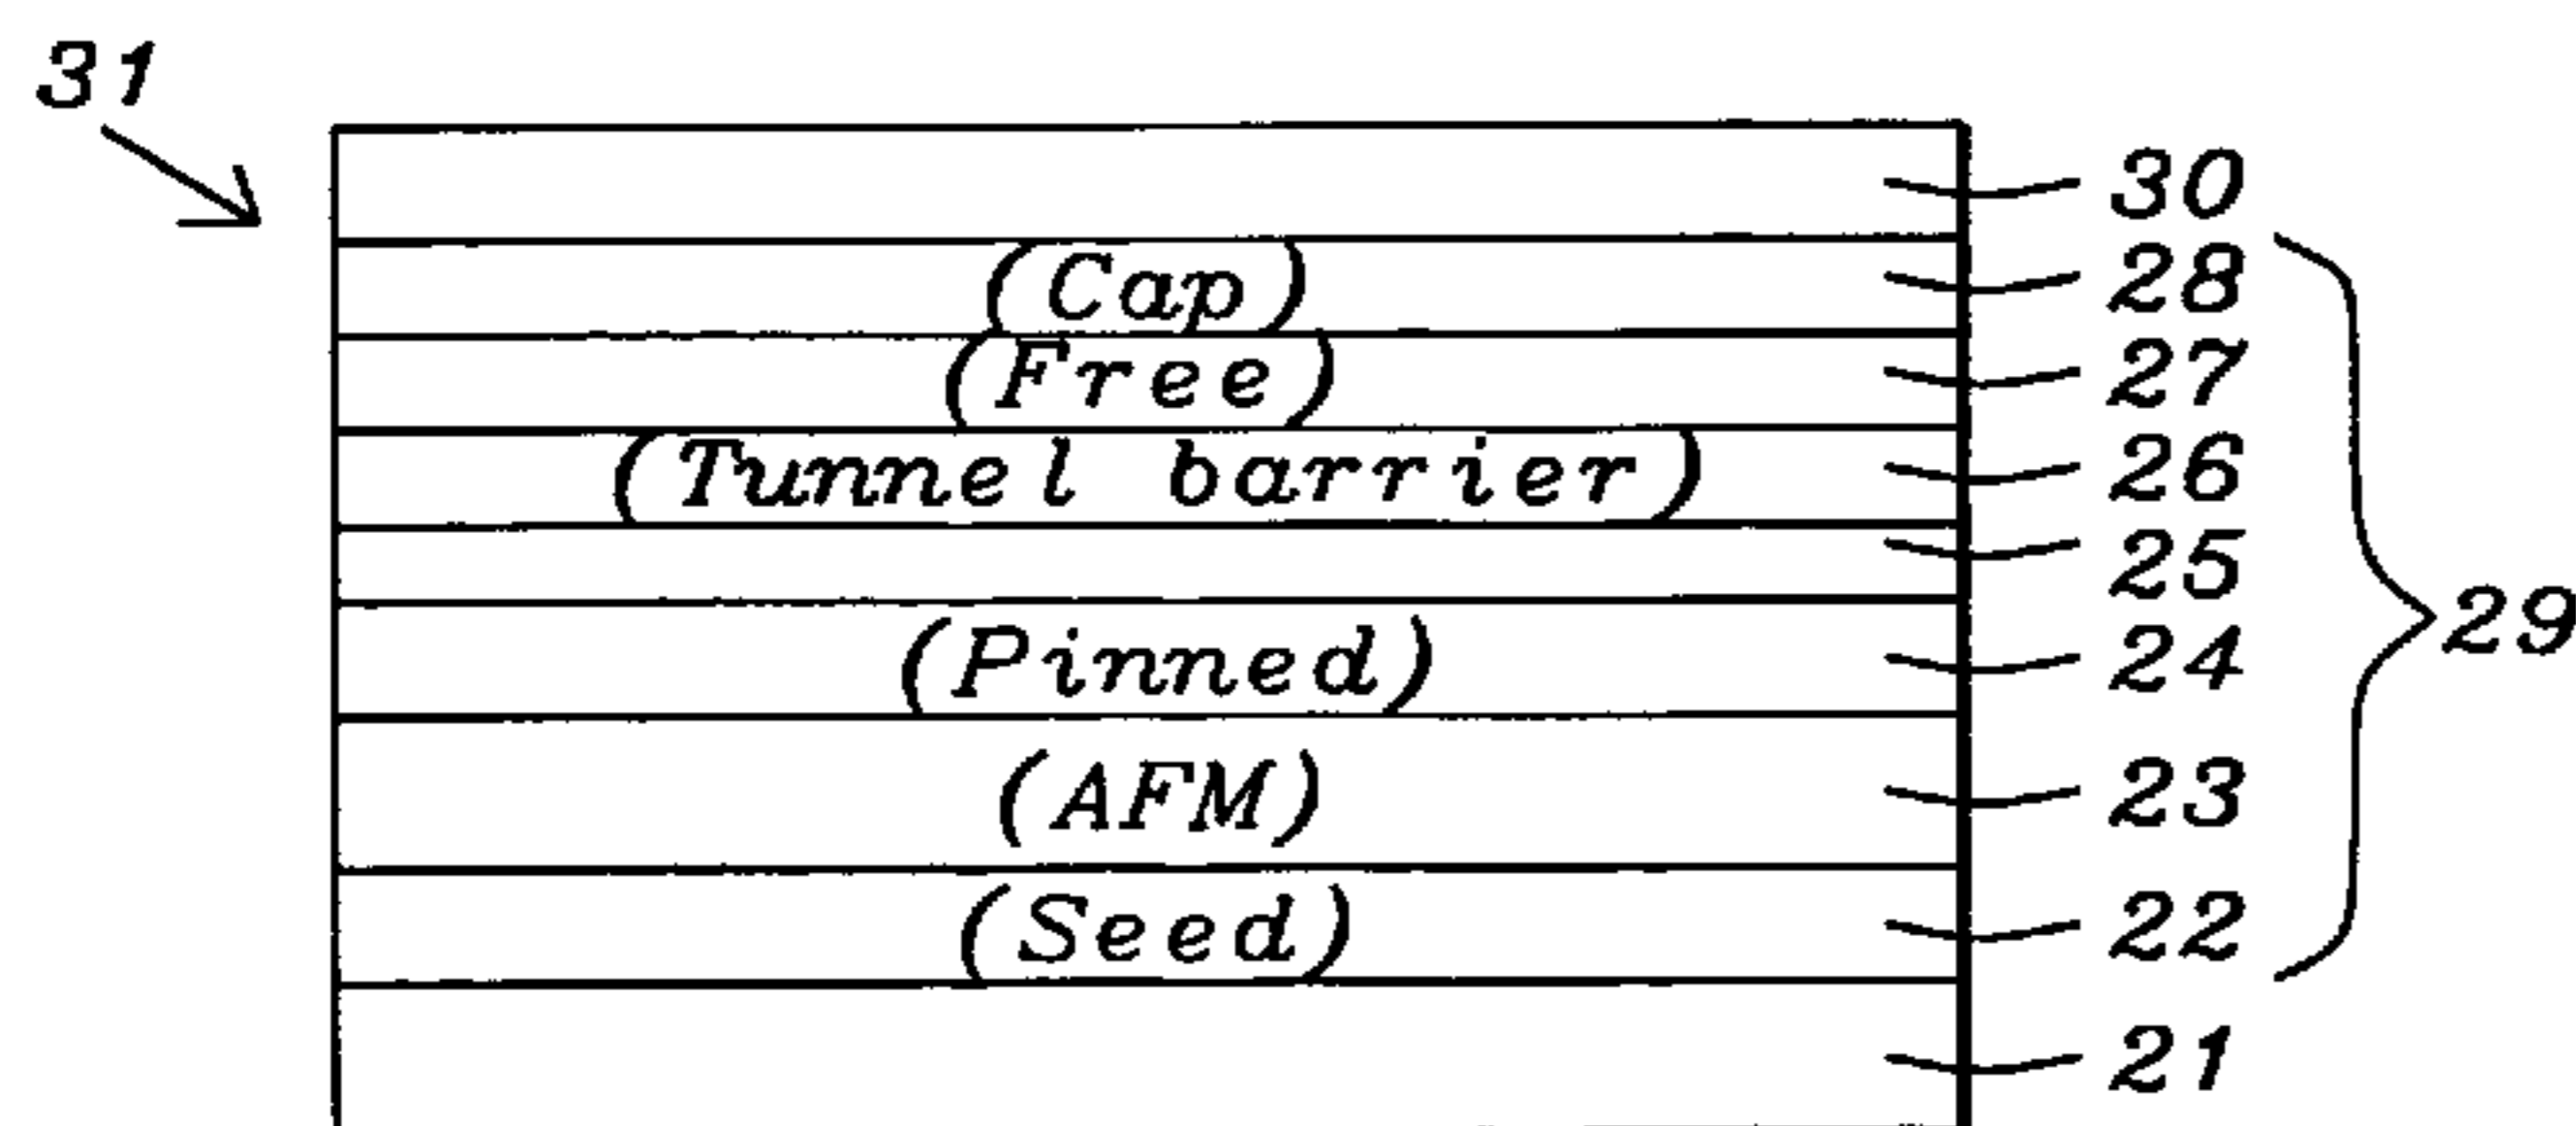 31
30
(Cap) 28
(Free) 27
(Tunnel barrier) 26
25
29
(Pinned) 24
(AFM) 23
(Seed) 22
21